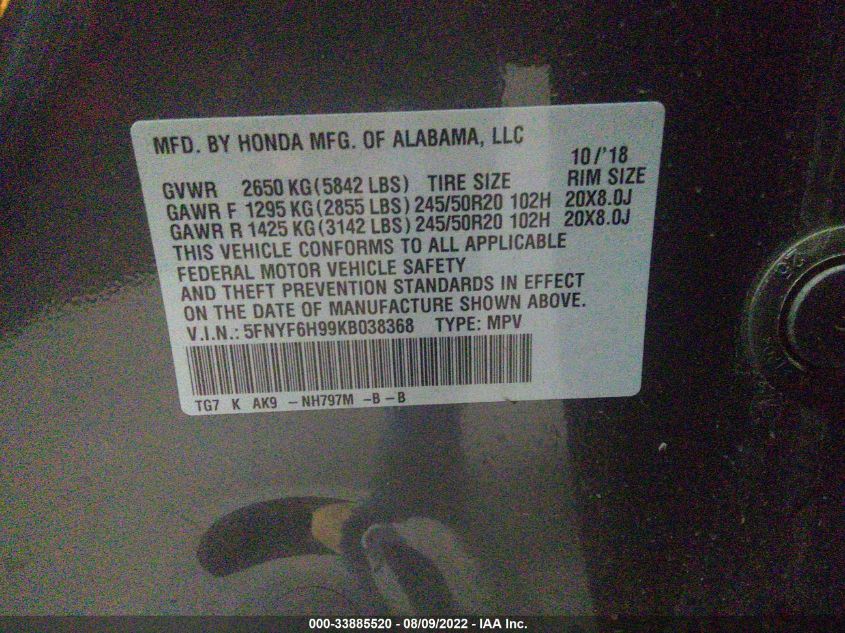 MFD. BY HONDA MFG. OF ALABAMA, LLC
10/'18
GVWR 2650 KG (5842 LBS) TIRE SIZE RIM SIZE
GAWR F 1295 KG (2855 LBS) 245/50R20 102H 20X8.0J
GAWR R 1425 KG (3142 LBS) 245/50R20 102H 20X8.0J
THIS VEHICLE CONFORMS TO ALL APPLICABLE
FEDERAL MOTOR VEHICLE SAFETY
AND THEFT PREVENTION STANDARDS IN EFFECT
ON THE DATE OF MANUFACTURE SHOWN ABOVE.
V.I.N.: 5FNYF6H99KB038368 TYPE: MPV
TG7 K AK9 -NH797M -B -B
000-33885520 - 08/09/2022 - IAA Inc.